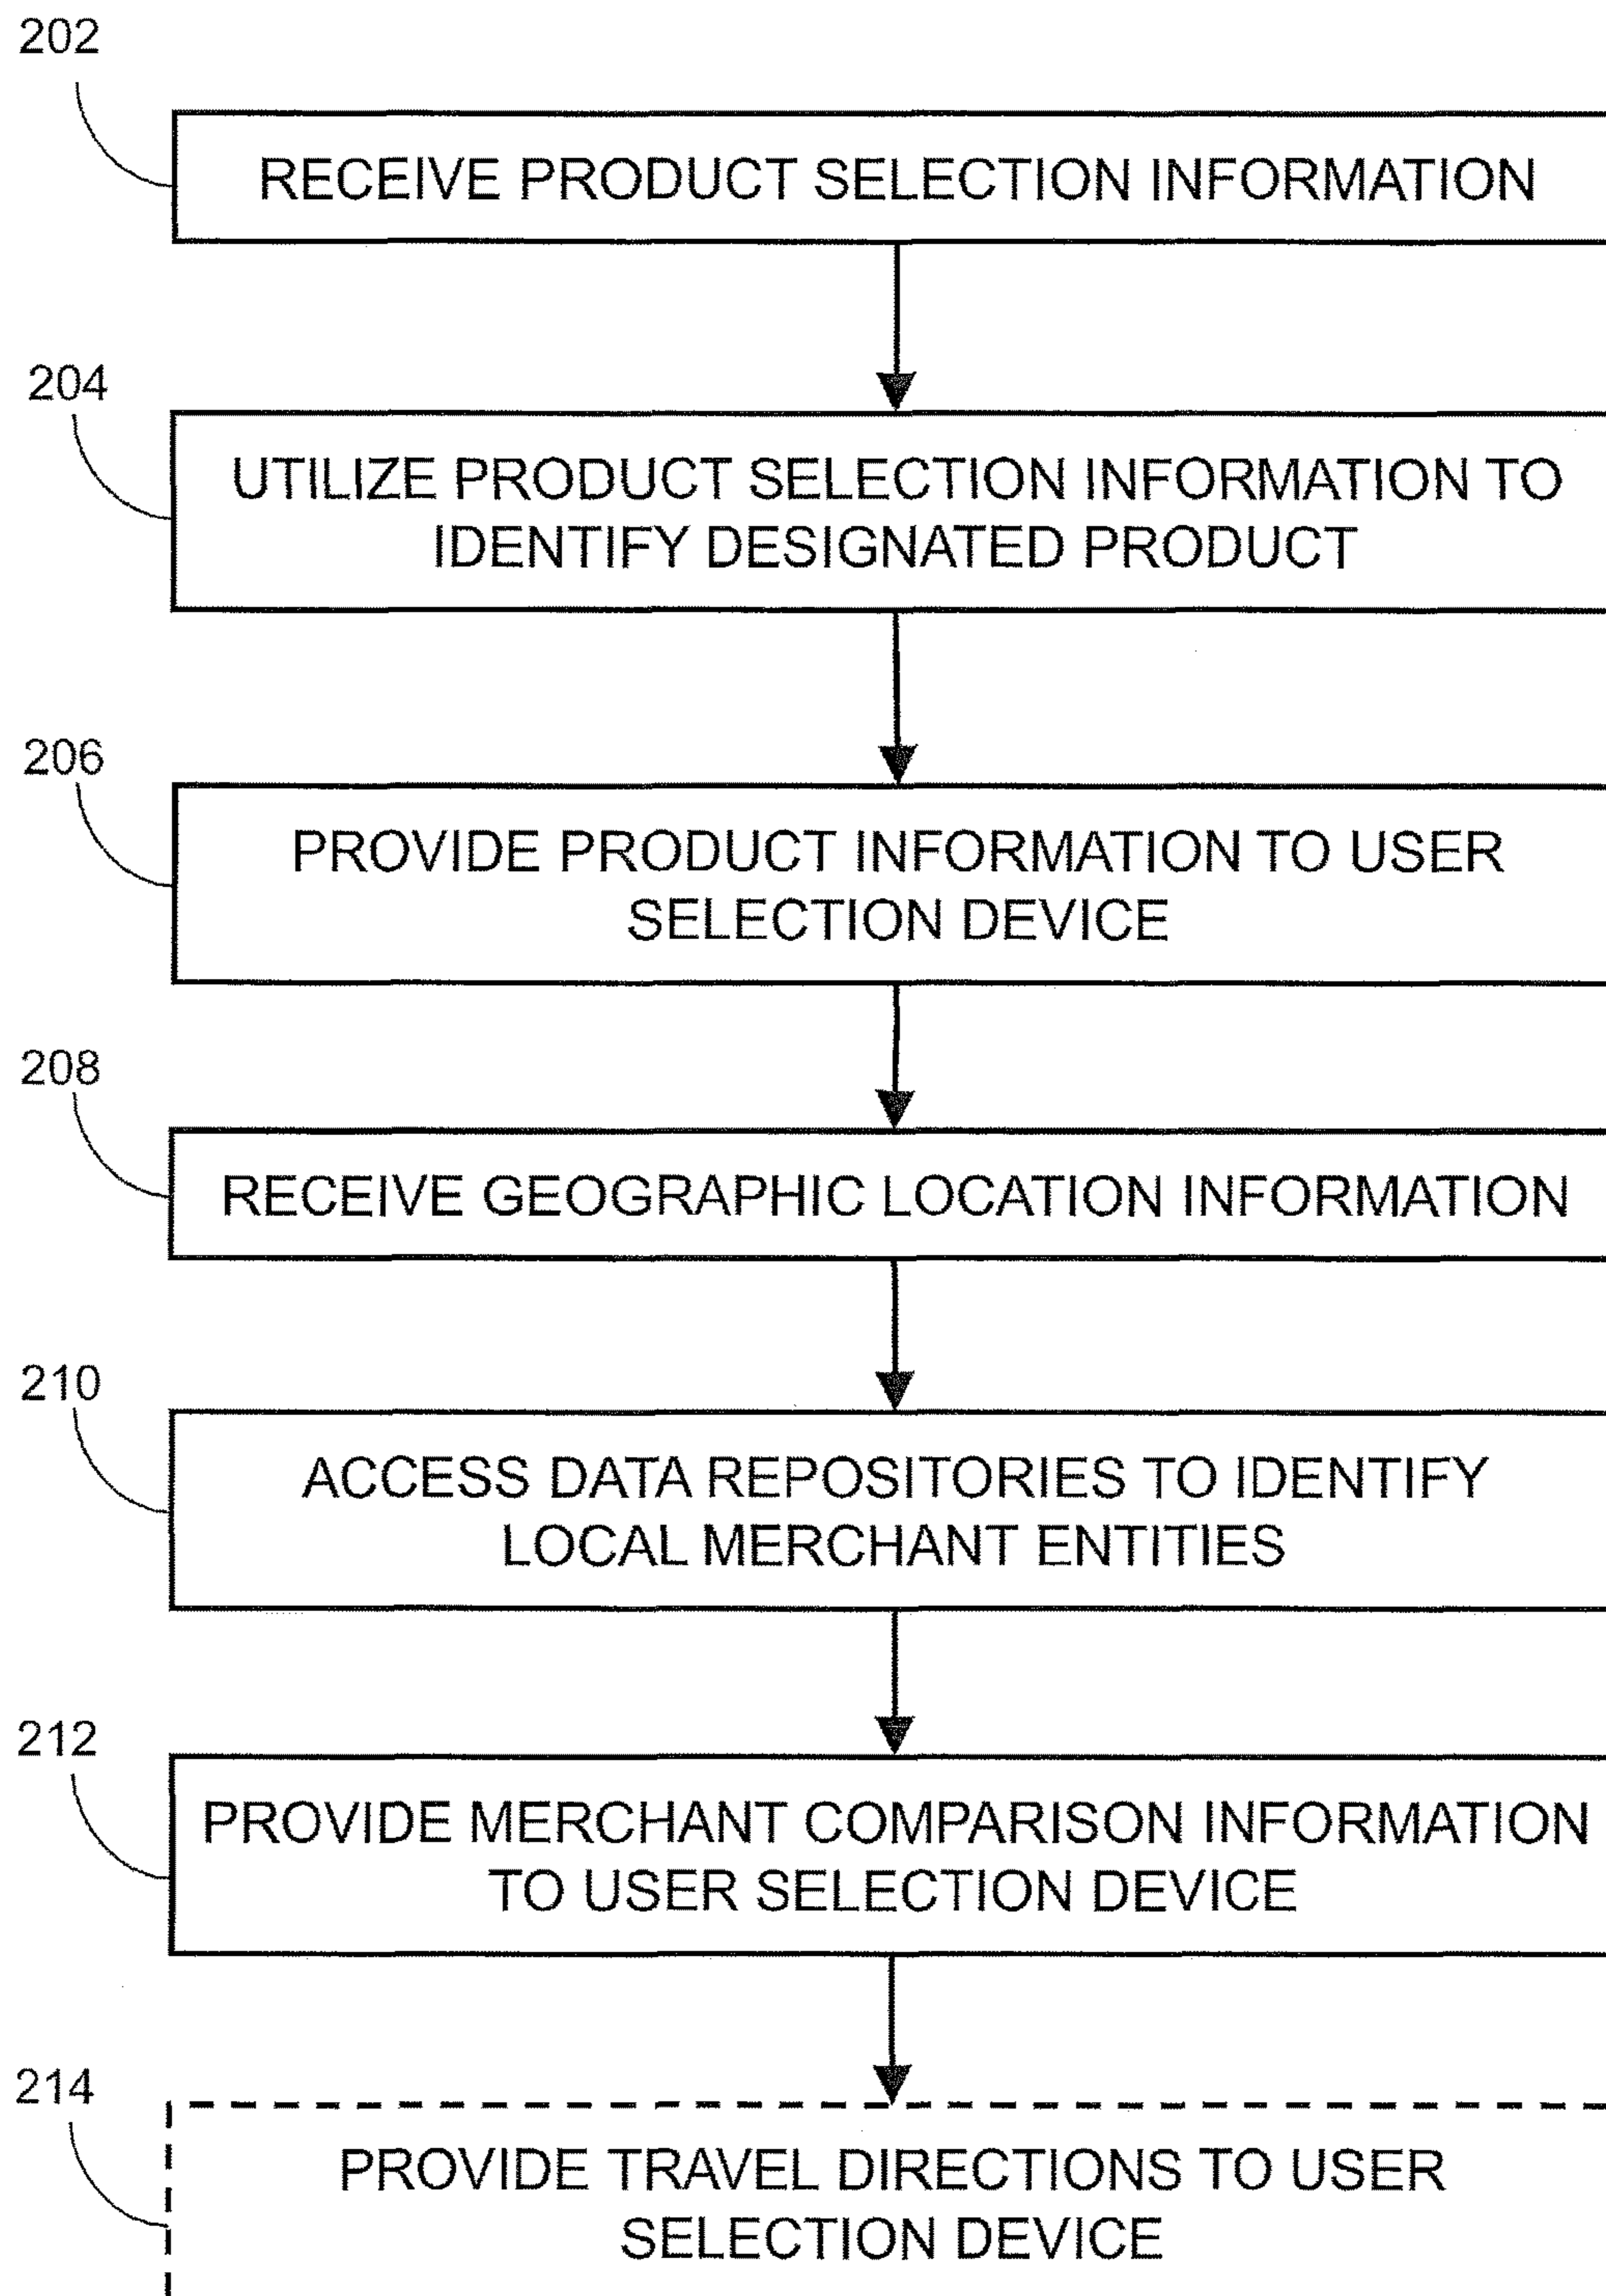 202
RECEIVE PRODUCT SELECTION INFORMATION
204
UTILIZE PRODUCT SELECTION INFORMATION TO
IDENTIFY DESIGNATED PRODUCT
206
PROVIDE PRODUCT INFORMATION TO USER
SELECTION DEVICE
208
RECEIVE GEOGRAPHIC LOCATION INFORMATION
210
ACCESS DATA REPOSITORIES TO IDENTIFY
LOCAL MERCHANT ENTITIES
212
PROVIDE MERCHANT COMPARISON INFORMATION
TO USER SELECTION DEVICE
214
PROVIDE TRAVEL DIRECTIONS TO USER
SELECTION DEVICE